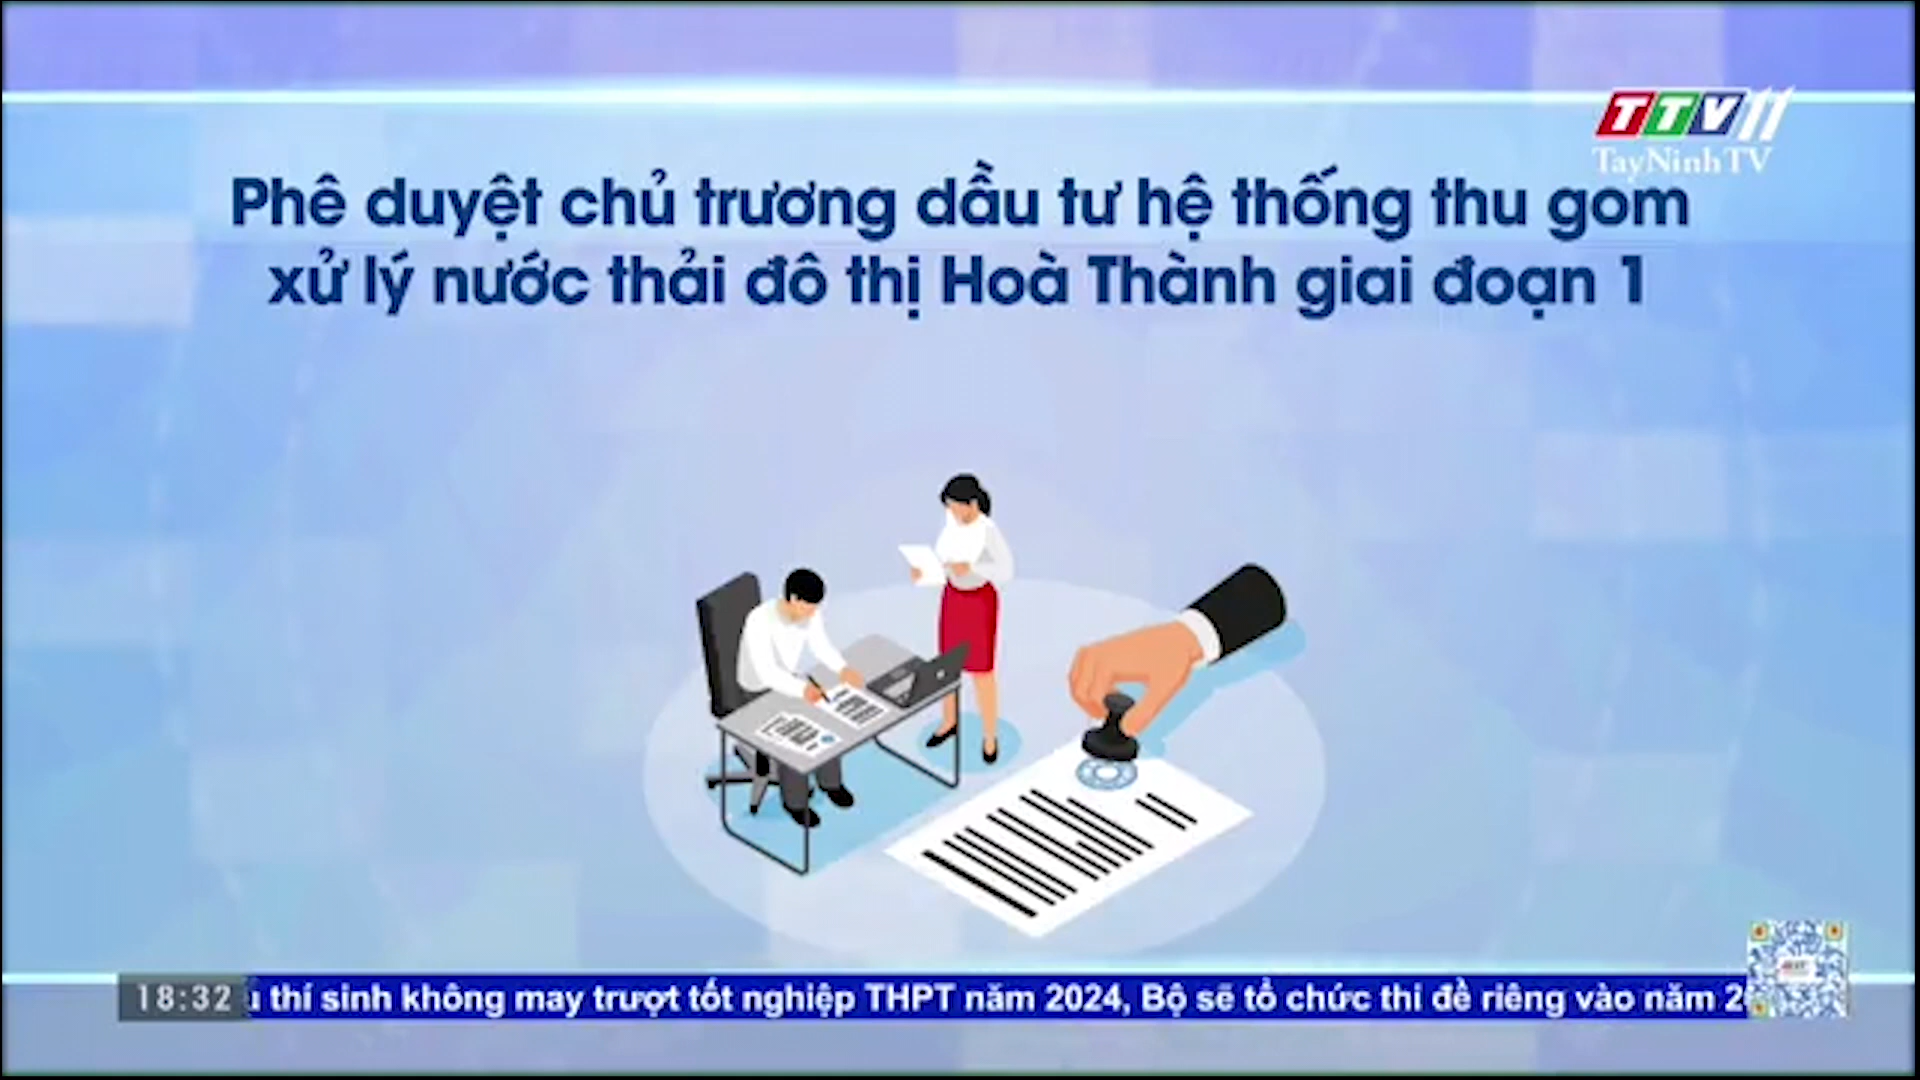 TTV11
TayNinhTV
Phê duyệt chủ trương dầu tư hệ thống thu gom
xử lý nước thải đô thị Hoà Thành giai đoạn 1
18:32 thí sinh không may trượt tốt nghiệp THPT năm 2024, Bộ sẽ tổ chức thi đề riêng vào năm